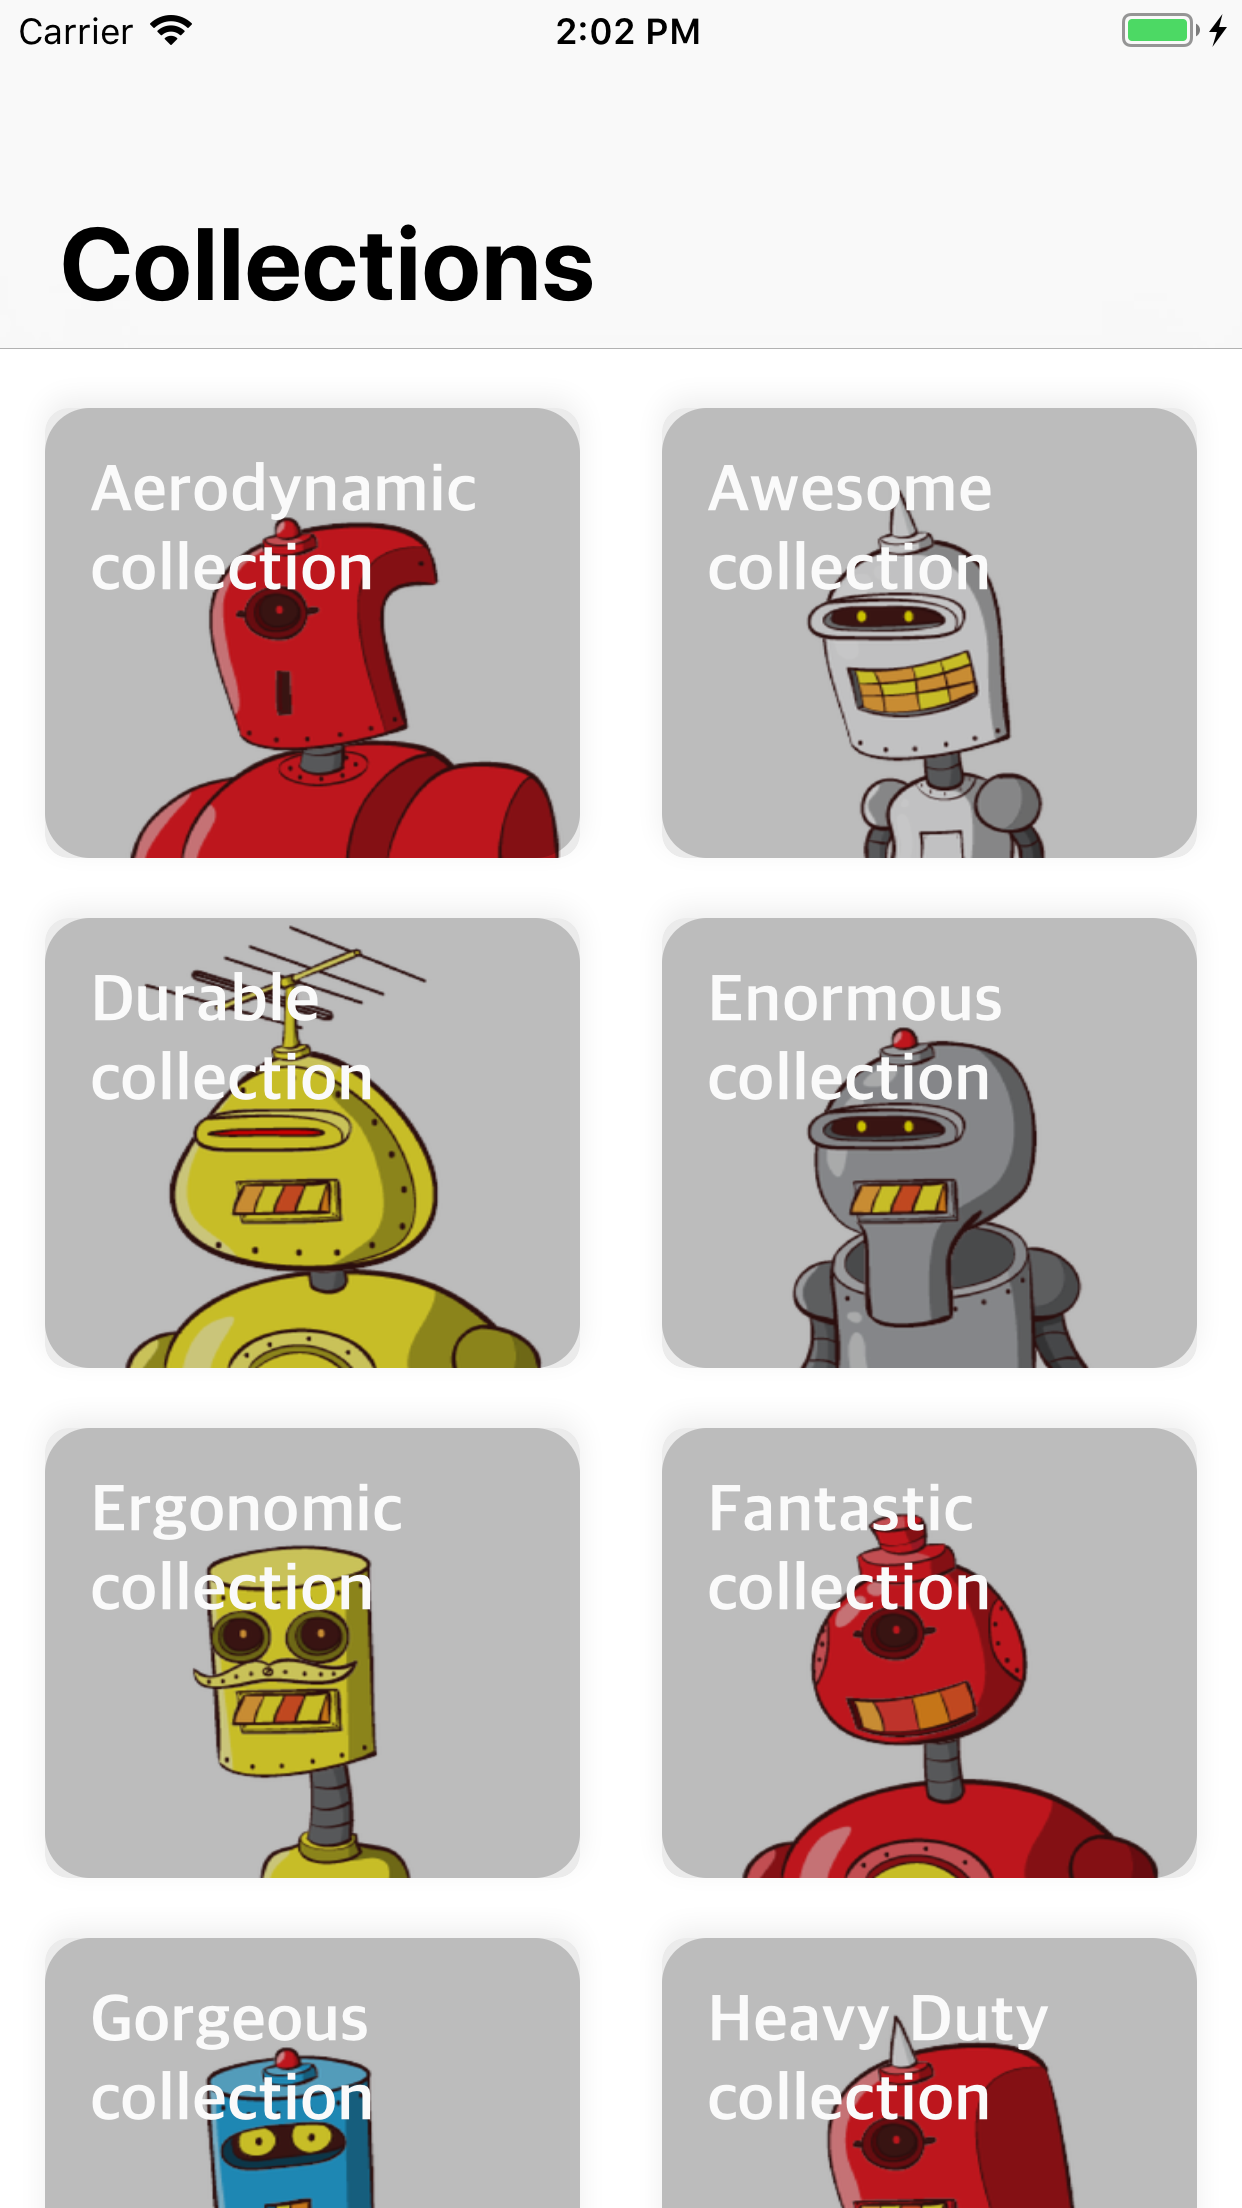 Carrier 2:02 PM
Collections
Aerodynamic
collection
Awesome
collection
Durable
collection
Enormous
collection
Ergonomic
collection
Fantastic
collection
Gorgeous
collection
Heavy Duty
collection